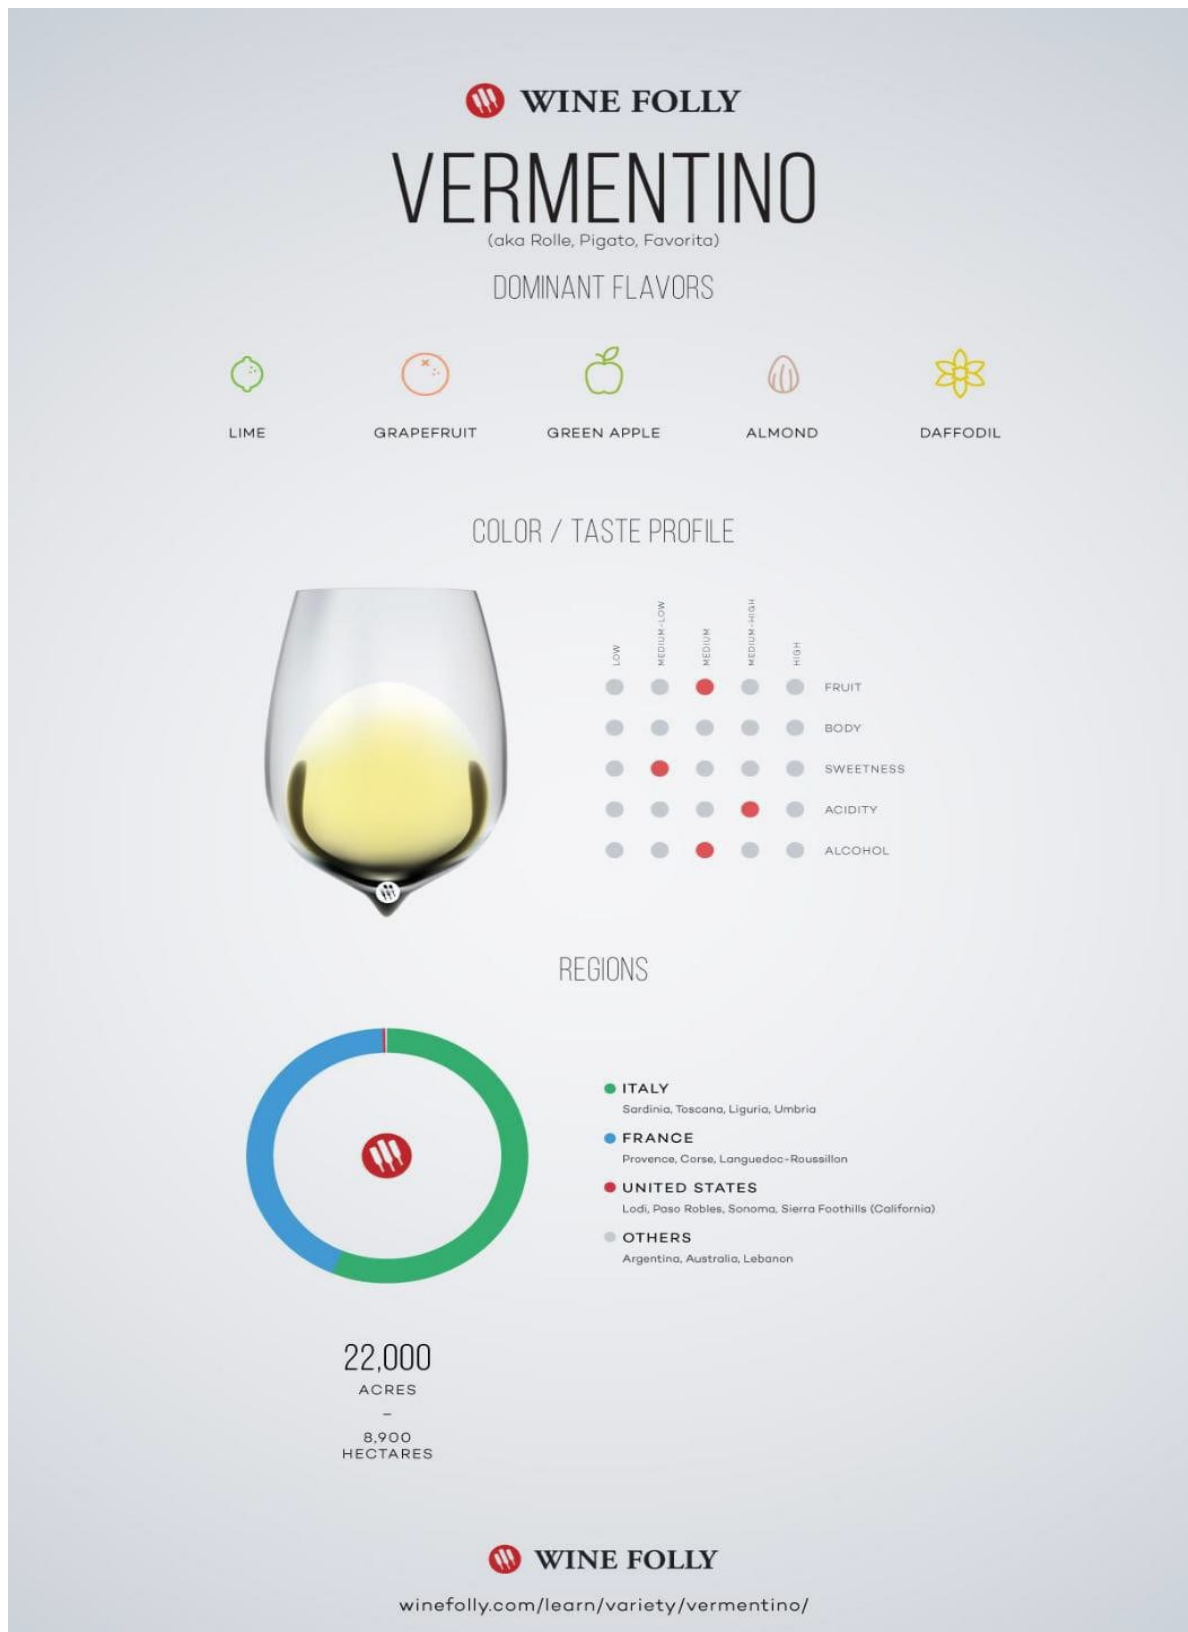 WINE FOLLY
VERMENTINO
(aka Rolle, Pigato, Favorita)
DOMINANT FLAVORS
LIME GRAPEFRUIT GREEN APPLE ALMOND DAFFODIL
COLOR / TASTE PROFILE
LOW MEDIUM-LOW MEDIUM MEDIUM-HIGH HIGH
FRUIT
BODY
SWEETNESS
ACIDITY
ALCOHOL
REGIONS
ITALY
Sardinia, Toscana, Liguria, Umbria
FRANCE
Provence, Corse, Languedoc-Roussillon
UNITED STATES
Lodi, Paso Robles, Sonoma, Sierra Foothills (California)
OTHERS
Argentina, Australia, Lebanon
22,000
ACRES
–
8,900
HECTARES
WINE FOLLY
winefolly.com/learn/variety/vermentino/